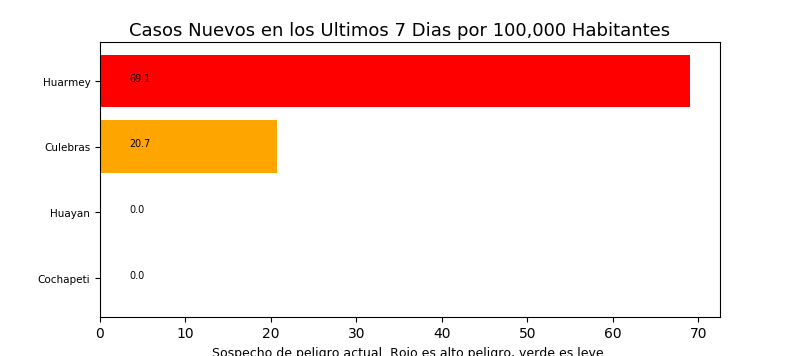 Casos Nuevos en los Ultimos 7 Dias por 100,000 Habitantes
Huarmey 69.1
Culebras 20.7
Huayan 0.0
Cochapeti 0.0
0 10 20 30 40 50 60 70
Sospecho de peligro actual. Rojo es alto peligro, verde es leve